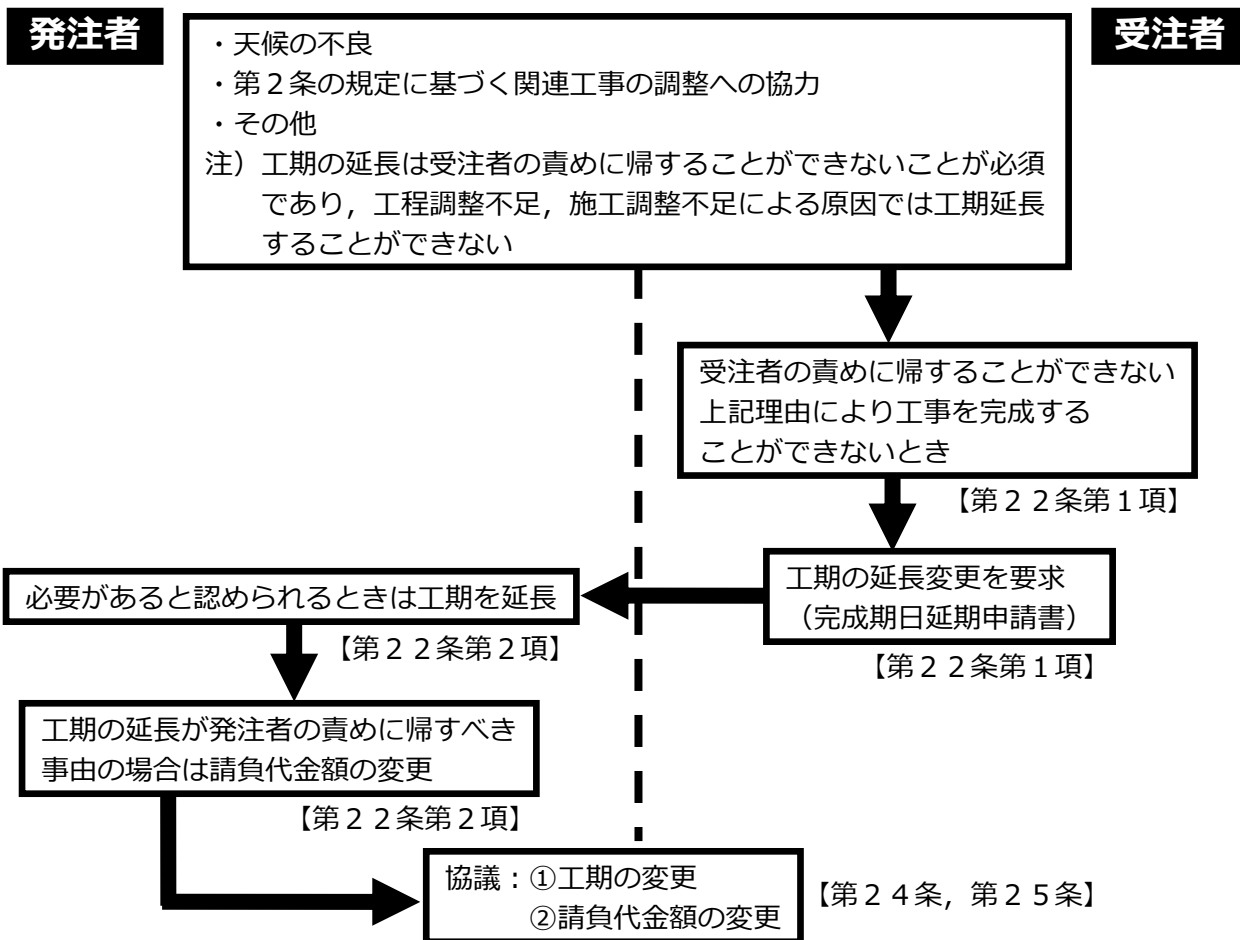 発注者
受注者
・天候の不良
・第２条の規定に基づく関連工事の調整への協力
・その他
注）工期の延長は受注者の責めに帰することができないことが必須
であり，工程調整不足，施工調整不足による原因では工期延長
することができない
受注者の責めに帰することができない
上記理由により工事を完成する
ことができないとき
【第２２条第１項】
工期の延長変更を要求
（完成期日延期申請書）
【第２２条第１項】
必要があると認められるときは工期を延長
【第２２条第２項】
工期の延長が発注者の責めに帰すべき
事由の場合は請負代金額の変更
【第２２条第２項】
協議：①工期の変更
②請負代金額の変更
【第２４条，第２５条】